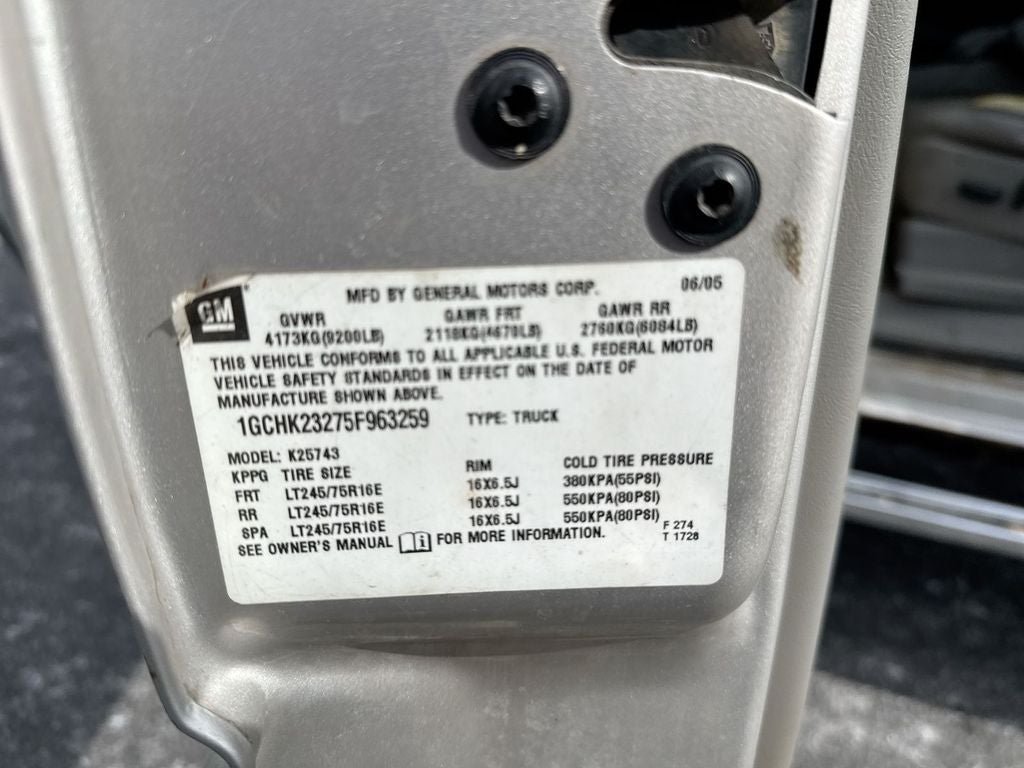 GM
MFD BY GENERAL MOTORS CORP. 06/05
GVWR GAWR FRT GAWR RR
4173KG(9200LB) 2118KG(4670LB) 2760KG(6084LB)
THIS VEHICLE CONFORMS TO ALL APPLICABLE U.S. FEDERAL MOTOR
VEHICLE SAFETY STANDARDS IN EFFECT ON THE DATE OF
MANUFACTURE SHOWN ABOVE.
1GCHK23275F963259 TYPE: TRUCK
MODEL: K25743
KPPG TIRE SIZE RIM COLD TIRE PRESSURE
FRT LT245/75R16E 16X6.5J 380KPA(55PSI)
RR LT245/75R16E 16X6.5J 550KPA(80PSI)
SPA LT245/75R16E 16X6.5J 550KPA(80PSI)
SEE OWNER'S MANUAL FOR MORE INFORMATION. F 274
T 1728